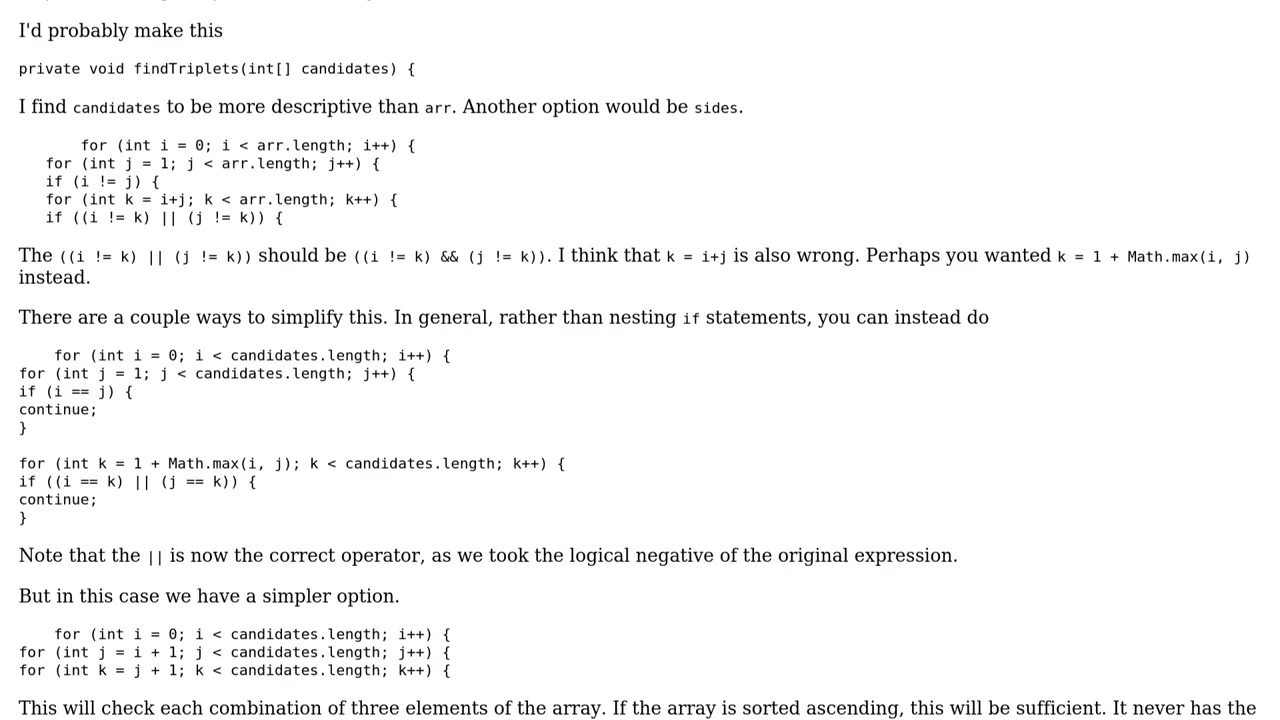 I'd probably make this
private void findTriplets(int[] candidates) {
I find candidates to be more descriptive than arr. Another option would be sides.
for (int i = 0; i < arr.length; i++) {
for (int j = 1; j < arr.length; j++) {
if (i != j) {
for (int k = i+j; k < arr.length; k++) {
if ((i != k) || (j != k)) {
The ((i != k) || (j != k)) should be ((i != k) && (j != k)). I think that k = i+j is also wrong. Perhaps you wanted k = 1 + Math.max(i, j)
instead.
There are a couple ways to simplify this. In general, rather than nesting if statements, you can instead do
for (int i = 0; i < candidates.length; i++) {
for (int j = 1; j < candidates.length; j++) {
if (i == j) {
continue;
}
for (int k = 1 + Math.max(i, j); k < candidates.length; k++) {
if ((i == k) || (j == k)) {
continue;
}
Note that the || is now the correct operator, as we took the logical negative of the original expression.
But in this case we have a simpler option.
for (int i = 0; i < candidates.length; i++) {
for (int j = i + 1; j < candidates.length; j++) {
for (int k = j + 1; k < candidates.length; k++) {
This will check each combination of three elements of the array. If the array is sorted ascending, this will be sufficient. It never has the